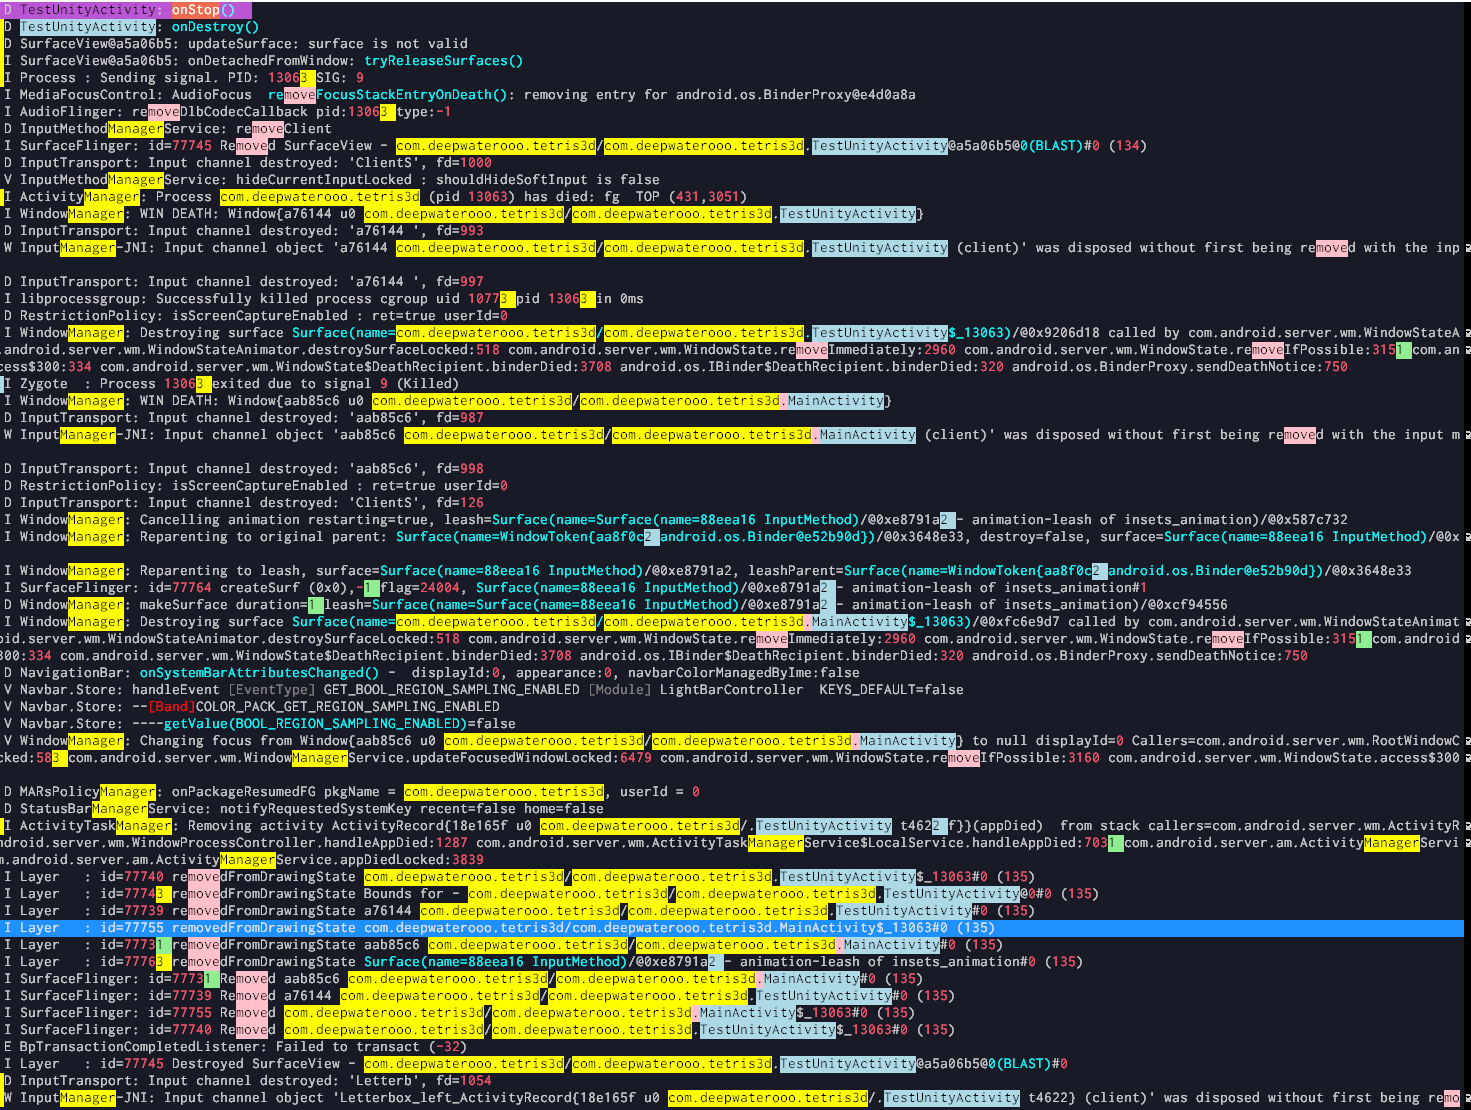 D TestUnityActivity: onStop()
D TestUnityActivity: onDestroy()
D SurfaceView@a5a06b5: updateSurface: surface is not valid
I SurfaceView@a5a06b5: onDetachedFromWindow: tryReleaseSurfaces()
I Process : Sending signal. PID: 13063 SIG: 9
I MediaFocusControl: AudioFocus  removeFocusStackEntryOnDeath(): removing entry for android.os.BinderProxy@e4d0a8a
I AudioFlinger: removeDlbCodecCallback pid:13063 type:-1
D InputMethodManagerService: removeClient
I SurfaceFlinger: id=77745 Removed SurfaceView - com.deepwaterooo.tetris3d/com.deepwaterooo.tetris3d.TestUnityActivity@a5a06b5@0(BLAST)#0 (134)
D InputTransport: Input channel destroyed: 'ClientS', fd=1000
V InputMethodManagerService: hideCurrentInputLocked : shouldHideSoftInput is false
I ActivityManager: Process com.deepwaterooo.tetris3d (pid 13063) has died: fg  TOP (431,3051)
I WindowManager: WIN DEATH: Window{a76144 u0 com.deepwaterooo.tetris3d/com.deepwaterooo.tetris3d.TestUnityActivity}
D InputTransport: Input channel destroyed: 'a76144 ', fd=993
W InputManager-JNI: Input channel object 'a76144 com.deepwaterooo.tetris3d/com.deepwaterooo.tetris3d.TestUnityActivity (client)' was disposed without first being removed with the inp
D InputTransport: Input channel destroyed: 'a76144 ', fd=997
I libprocessgroup: Successfully killed process cgroup uid 10773 pid 13063 in 0ms
D RestrictionPolicy: isScreenCaptureEnabled : ret=true userId=0
I WindowManager: Destroying surface Surface(name=com.deepwaterooo.tetris3d/com.deepwaterooo.tetris3d.TestUnityActivity$_13063)/@0x9206d18 called by com.android.server.wm.WindowStateA
.android.server.wm.WindowStateAnimator.destroySurfaceLocked:518 com.android.server.wm.WindowState.removeImmediately:2960 com.android.server.wm.WindowState.removeIfPossible:3151 com.an
cess$300:334 com.android.server.wm.WindowState$DeathRecipient.binderDied:3708 android.os.IBinder$DeathRecipient.binderDied:320 android.os.BinderProxy.sendDeathNotice:750
I Zygote  : Process 13063 exited due to signal 9 (Killed)
I WindowManager: WIN DEATH: Window{aab85c6 u0 com.deepwaterooo.tetris3d/com.deepwaterooo.tetris3d.MainActivity}
D InputTransport: Input channel destroyed: 'aab85c6', fd=987
W InputManager-JNI: Input channel object 'aab85c6 com.deepwaterooo.tetris3d/com.deepwaterooo.tetris3d.MainActivity (client)' was disposed without first being removed with the input m
D InputTransport: Input channel destroyed: 'aab85c6', fd=998
D RestrictionPolicy: isScreenCaptureEnabled : ret=true userId=0
D InputTransport: Input channel destroyed: 'ClientS', fd=126
I WindowManager: Cancelling animation restarting=true, leash=Surface(name=Surface(name=88eea16 InputMethod)/@0xe8791a2 - animation-leash of insets_animation)/@0x587c732
I WindowManager: Reparenting to original parent: Surface(name=WindowToken{aa8f0c2 android.os.Binder@e52b90d})/@0x3648e33, destroy=false, surface=Surface(name=88eea16 InputMethod)/@0x
I WindowManager: Reparenting to leash, surface=Surface(name=88eea16 InputMethod)/@0xe8791a2, leashParent=Surface(name=WindowToken{aa8f0c2 android.os.Binder@e52b90d})/@0x3648e33
I SurfaceFlinger: id=77764 createSurf (0x0),-1 flag=24004, Surface(name=88eea16 InputMethod)/@0xe8791a2 - animation-leash of insets_animation#1
D WindowManager: makeSurface duration=1 leash=Surface(name=Surface(name=88eea16 InputMethod)/@0xe8791a2 - animation-leash of insets_animation)/@0xcf94556
I WindowManager: Destroying surface Surface(name=com.deepwaterooo.tetris3d/com.deepwaterooo.tetris3d.MainActivity$_13063)/@0xfc6e9d7 called by com.android.server.wm.WindowStateAnimat
oid.server.wm.WindowStateAnimator.destroySurfaceLocked:518 com.android.server.wm.WindowState.removeImmediately:2960 com.android.server.wm.WindowState.removeIfPossible:3151 com.android
300:334 com.android.server.wm.WindowState$DeathRecipient.binderDied:3708 android.os.IBinder$DeathRecipient.binderDied:320 android.os.BinderProxy.sendDeathNotice:750
D NavigationBar: onSystemBarAttributesChanged() -  displayId:0, appearance:0, navbarColorManagedByIme:false
V Navbar.Store: handleEvent [EventType] GET_BOOL_REGION_SAMPLING_ENABLED [Module] LightBarController  KEYS_DEFAULT=false
V Navbar.Store: --[Band]COLOR_PACK_GET_REGION_SAMPLING_ENABLED
V Navbar.Store: ----getValue(BOOL_REGION_SAMPLING_ENABLED)=false
V WindowManager: Changing focus from Window{aab85c6 u0 com.deepwaterooo.tetris3d/com.deepwaterooo.tetris3d.MainActivity} to null displayId=0 Callers=com.android.server.wm.RootWindowC
cked:583 com.android.server.wm.WindowManagerService.updateFocusedWindowLocked:6479 com.android.server.wm.WindowState.removeIfPossible:3160 com.android.server.wm.WindowState.access$300
D MARsPolicyManager: onPackageResumedFG pkgName = com.deepwaterooo.tetris3d, userId = 0
D StatusBarManagerService: notifyRequestedSystemKey recent=false home=false
I ActivityTaskManager: Removing activity ActivityRecord{18e165f u0 com.deepwaterooo.tetris3d/.TestUnityActivity t4622 f}}(appDied)  from stack callers=com.android.server.wm.ActivityR
ndroid.server.wm.WindowProcessController.handleAppDied:1287 com.android.server.wm.ActivityTaskManagerService$LocalService.handleAppDied:7031 com.android.server.am.ActivityManagerServi
m.android.server.am.ActivityManagerService.appDiedLocked:3839
I Layer   : id=77740 removedFromDrawingState com.deepwaterooo.tetris3d/com.deepwaterooo.tetris3d.TestUnityActivity$_13063#0 (135)
I Layer   : id=77743 removedFromDrawingState Bounds for - com.deepwaterooo.tetris3d/com.deepwaterooo.tetris3d.TestUnityActivity@0#0 (135)
I Layer   : id=77739 removedFromDrawingState a76144 com.deepwaterooo.tetris3d/com.deepwaterooo.tetris3d.TestUnityActivity#0 (135)
I Layer   : id=77755 removedFromDrawingState com.deepwaterooo.tetris3d/com.deepwaterooo.tetris3d.MainActivity$_13063#0 (135)
I Layer   : id=77731 removedFromDrawingState aab85c6 com.deepwaterooo.tetris3d/com.deepwaterooo.tetris3d.MainActivity#0 (135)
I Layer   : id=77763 removedFromDrawingState Surface(name=88eea16 InputMethod)/@0xe8791a2 - animation-leash of insets_animation#0 (135)
I SurfaceFlinger: id=77731 Removed aab85c6 com.deepwaterooo.tetris3d/com.deepwaterooo.tetris3d.MainActivity#0 (135)
I SurfaceFlinger: id=77739 Removed a76144 com.deepwaterooo.tetris3d/com.deepwaterooo.tetris3d.TestUnityActivity#0 (135)
I SurfaceFlinger: id=77755 Removed com.deepwaterooo.tetris3d/com.deepwaterooo.tetris3d.MainActivity$_13063#0 (135)
I SurfaceFlinger: id=77740 Removed com.deepwaterooo.tetris3d/com.deepwaterooo.tetris3d.TestUnityActivity$_13063#0 (135)
E BpTransactionCompletedListener: Failed to transact (-32)
I Layer   : id=77745 Destroyed SurfaceView - com.deepwaterooo.tetris3d/com.deepwaterooo.tetris3d.TestUnityActivity@a5a06b5@0(BLAST)#0
D InputTransport: Input channel destroyed: 'Letterb', fd=1054
W InputManager-JNI: Input channel object 'Letterbox_left_ActivityRecord{18e165f u0 com.deepwaterooo.tetris3d/.TestUnityActivity t4622} (client)' was disposed without first being remo